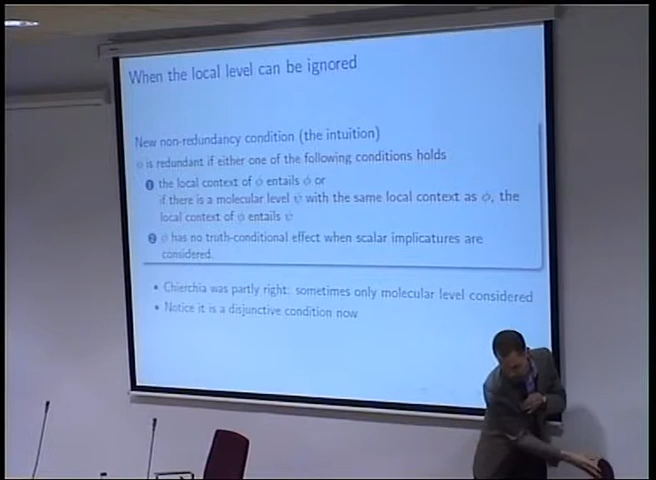 When the local level can be ignored
New non-redundancy condition (the intuition)
ϕ is redundant if either one of the following conditions holds
1 the local context of ϕ entails ϕ or
if there is a molecular level ψ with the same local context as ϕ, the
local context of ϕ entails ψ
2 ϕ has no truth-conditional effect when scalar implicatures are
considered.
• Chierchia was partly right: sometimes only molecular level considered
• Notice it is a disjunctive condition now